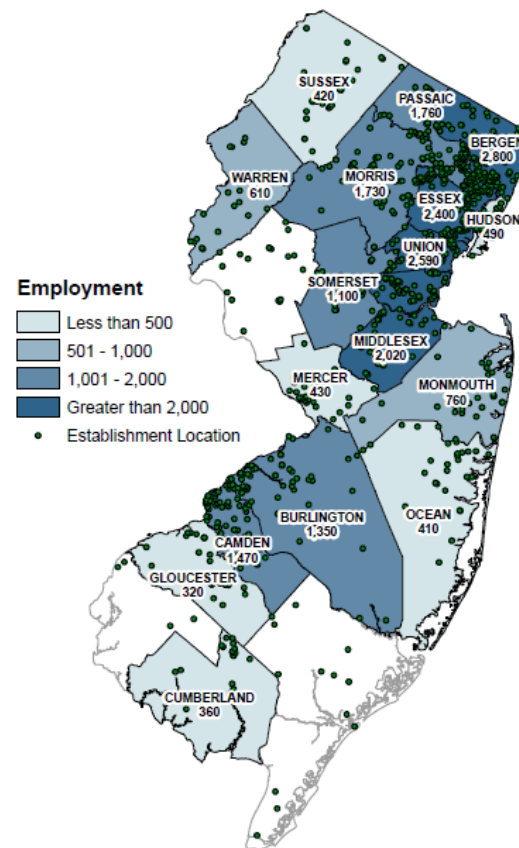 SUSSEX
420
PASSAIC
1,760
BERGEN
2,800
WARREN
610
MORRIS
1,730
ESSEX
2,400
HUDSON
490
UNION
2,590
SOMERSET
1,100
Employment
Less than 500
501 - 1,000
1,001 - 2,000
Greater than 2,000
Establishment Location
MIDDLESEX
2,020
MERCER
430
MONMOUTH
760
OCEAN
410
BURLINGTON
1,350
CAMDEN
1,470
GLOUCESTER
320
CUMBERLAND
360